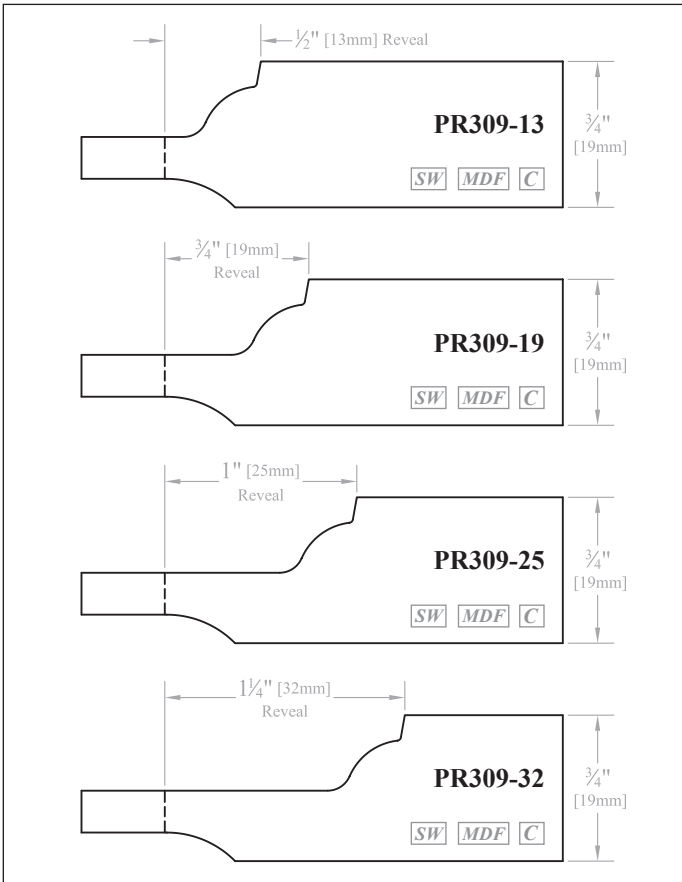 ½" [13mm] Reveal
PR309-13
¾"
[19mm]
SW MDF C
¾" [19mm]
Reveal
PR309-19
¾"
[19mm]
SW MDF C
1" [25mm]
Reveal
PR309-25
¾"
[19mm]
SW MDF C
1¼" [32mm]
Reveal
PR309-32
¾"
[19mm]
SW MDF C